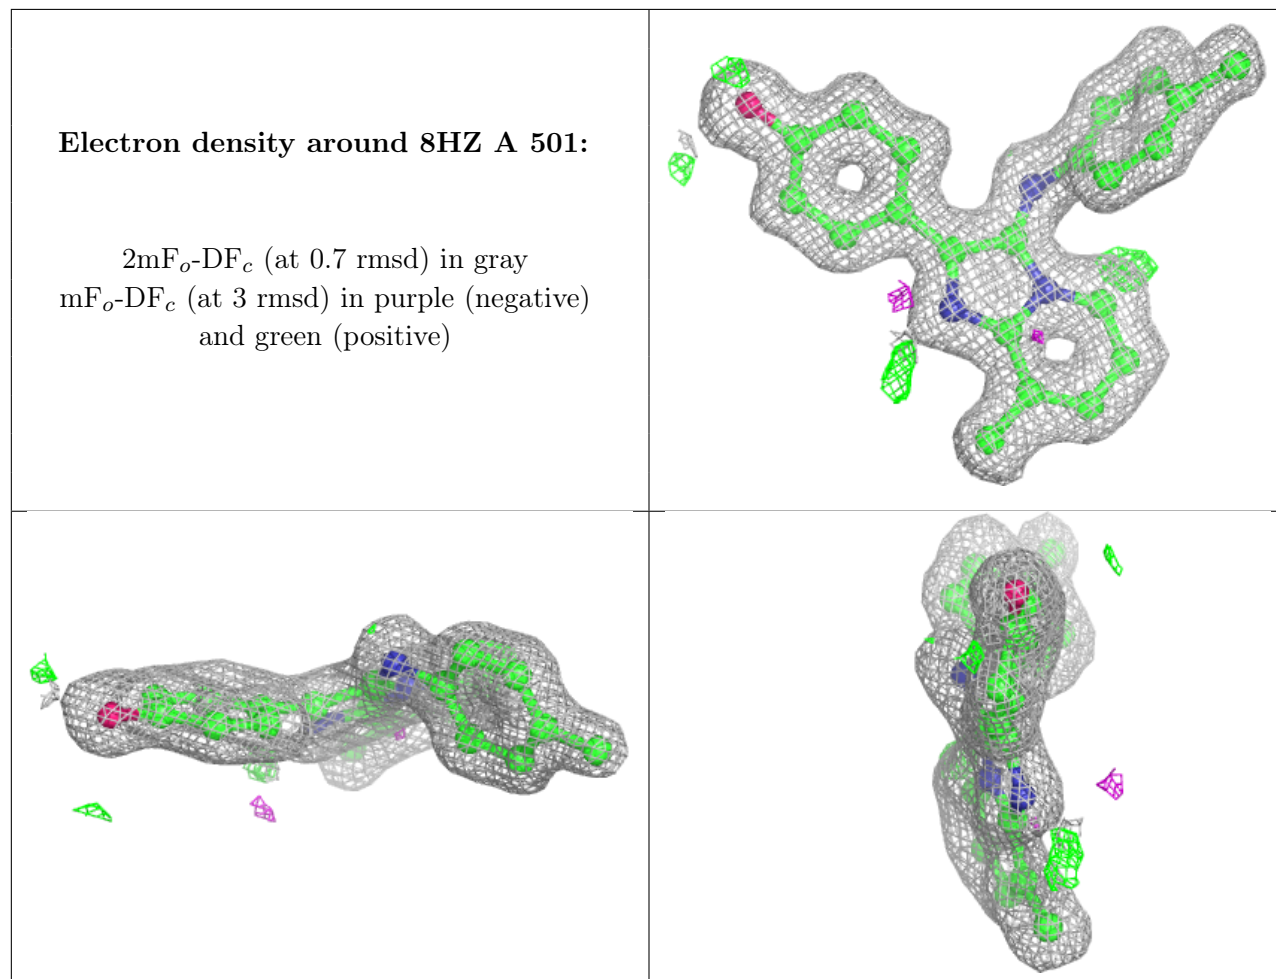 Electron density around 8HZ A 501:
2mFo-DFc (at 0.7 rmsd) in gray
mFo-DFc (at 3 rmsd) in purple (negative)
and green (positive)